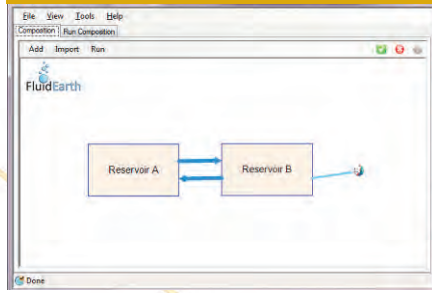 File View Tools Help
Composition Run Composition
Add Import Run
FluidEarth
Reservoir A
Reservoir B
Done